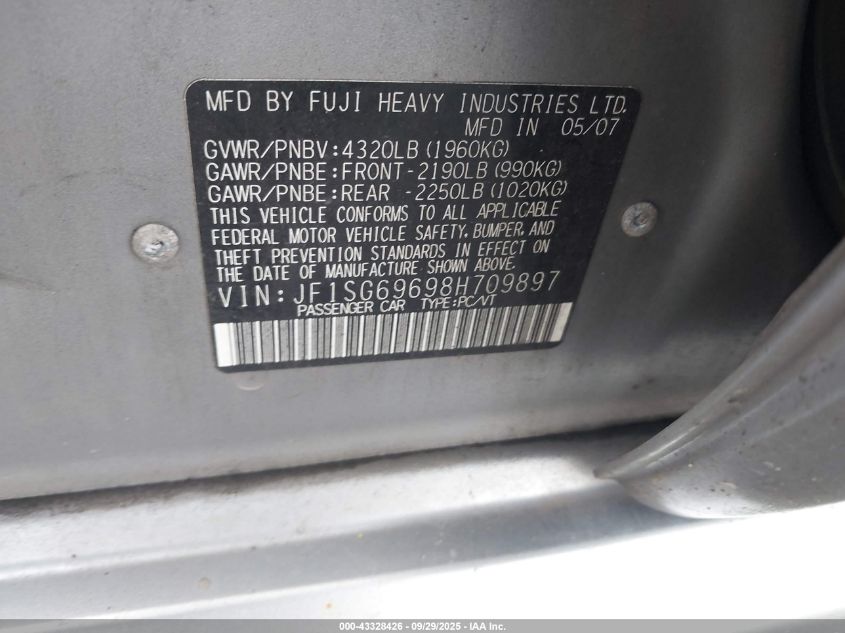 MFD BY FUJI HEAVY INDUSTRIES LTD.
MFD IN 05/07
GVWR/PNBV:4320LB (1960KG)
GAWR/PNBE:FRONT-2190LB (990KG)
GAWR/PNBE:REAR -2250LB (1020KG)
THIS VEHICLE CONFORMS TO ALL APPLICABLE
FEDERAL MOTOR VEHICLE SAFETY, BUMPER, AND
THEFT PREVENTION STANDARDS IN EFFECT ON
THE DATE OF MANUFACTURE SHOWN ABOVE.
VIN:JF1SG69698H709897
PASSENGER CAR TYPE:PC/VT
000-43328426 - 09/29/2025 - IAA Inc.